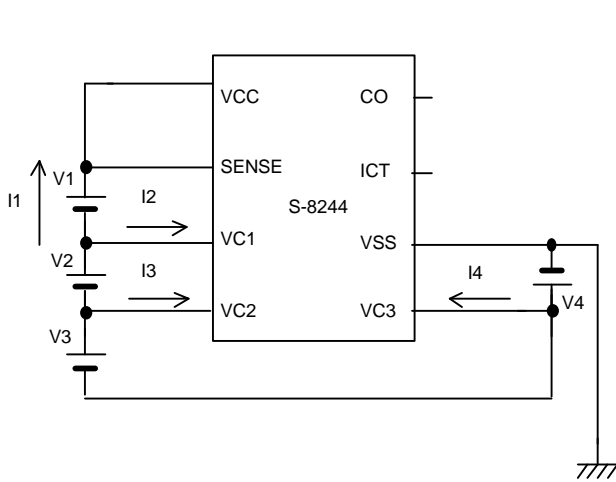 VCC
CO
SENSE
ICT
V1
I1
I2
S-8244
VC1
VSS
V2
I3
I4
VC2
VC3
V4
V3